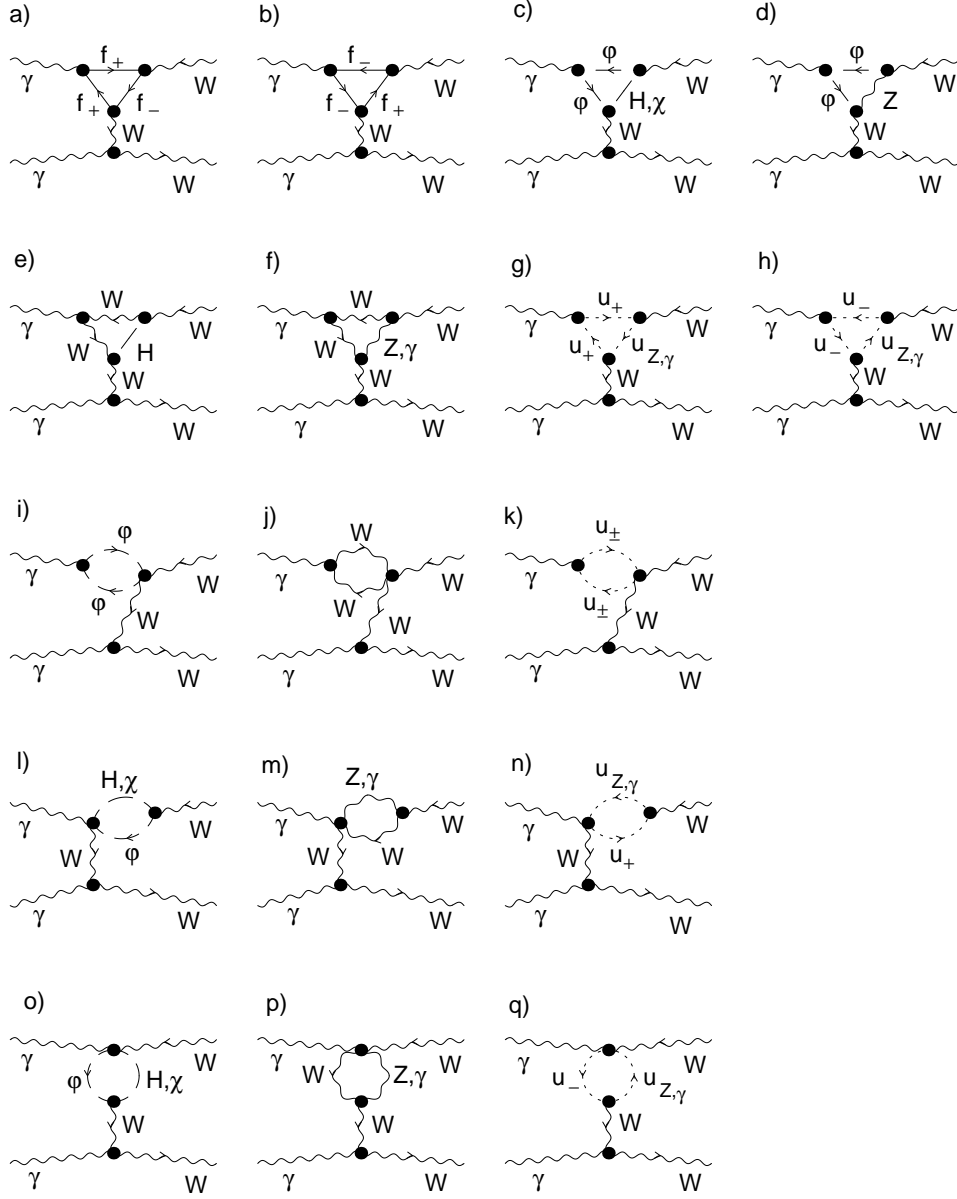 a) b) c) d)
f+ f− φ φ
γ W γ W γ W γ W
f+ f− f− f+ φ H,χ φ Z
W W W W
γ W γ W γ W γ W
e) f) g) h)
W W u+ u−
γ W γ W γ W γ W
W H W Z,γ u+ uZ,γ u− uZ,γ
W W W W
γ W γ W γ W γ W
i) j) k)
φ W u±
γ W γ W γ W
φ W W W u± W
γ W γ W γ W
l) m) n)
H,χ Z,γ uZ,γ
γ W γ W γ W
W φ W W W u+
γ W γ W γ W
o) p) q)
γ W γ W γ W
φ H,χ W Z,γ u− uZ,γ
W W W
γ W γ W γ W